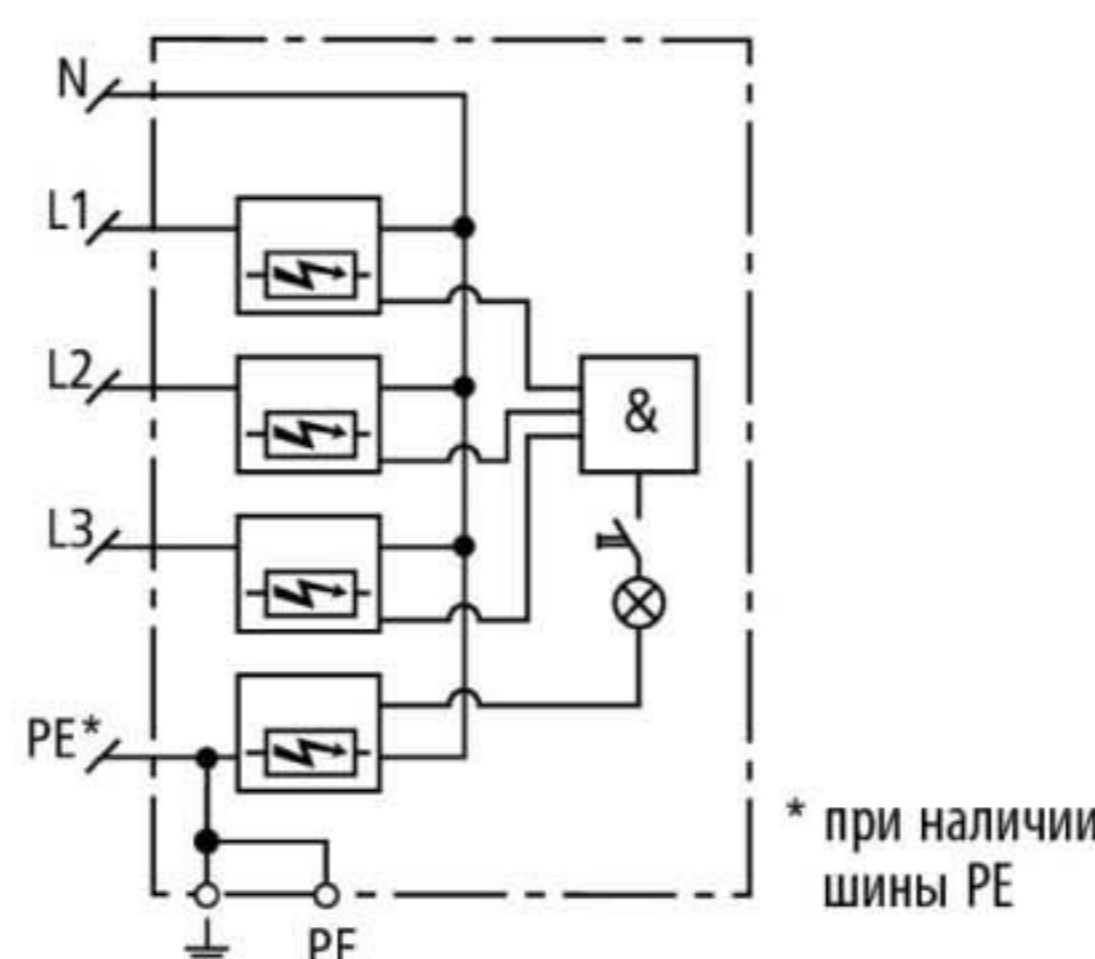 N
L1
L2
&
L3
PE*
* при наличии
шины PE
PE